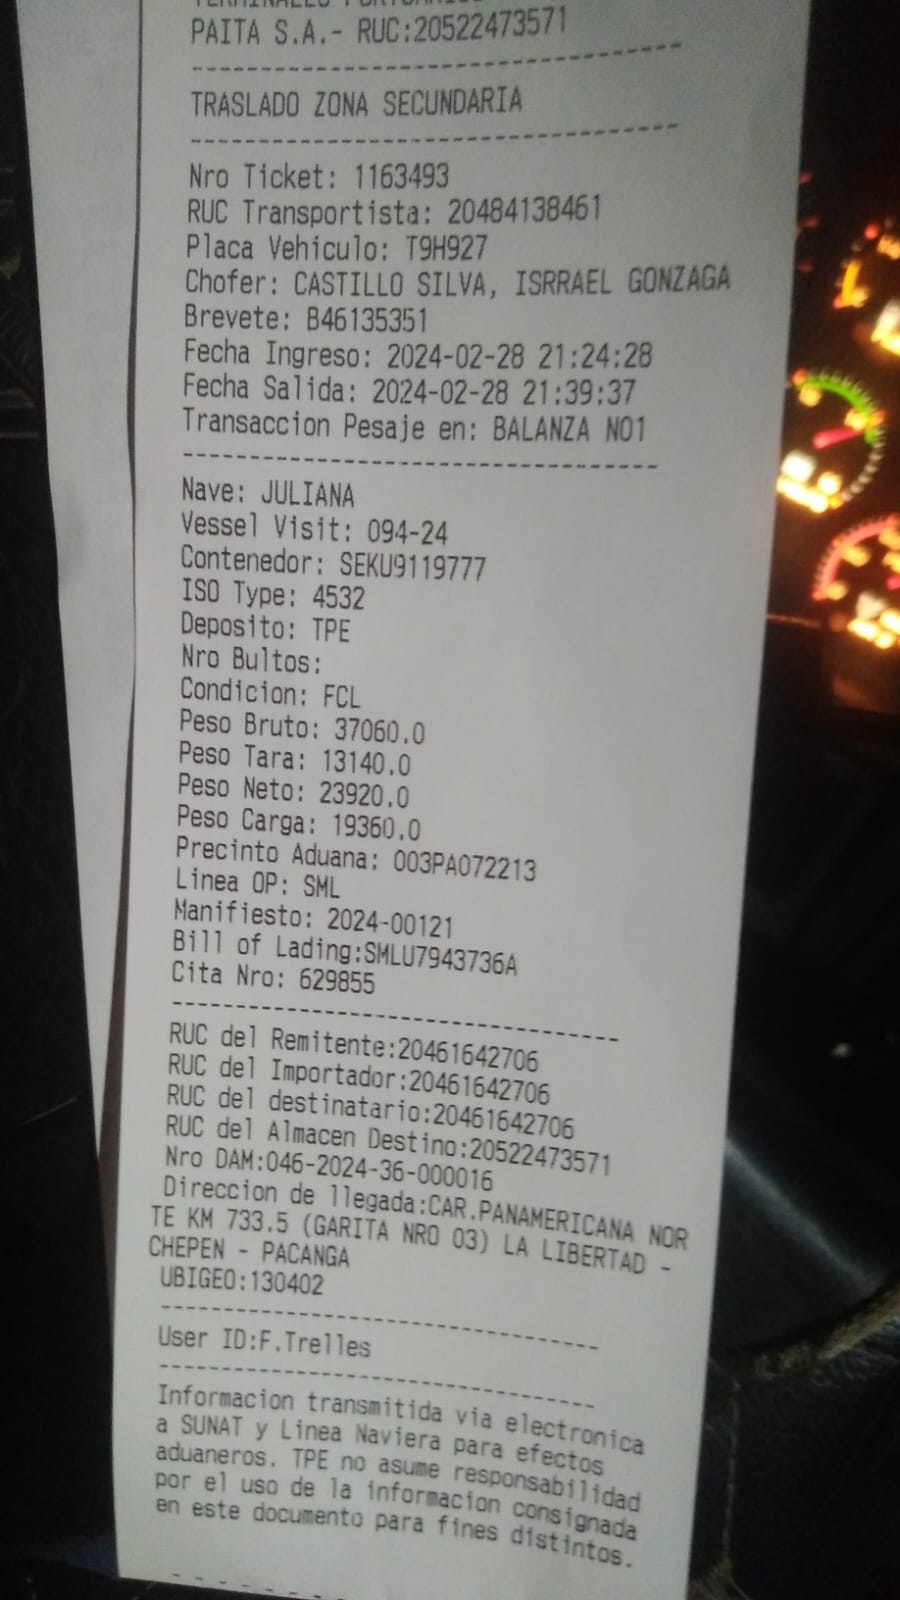 TERMINALES PORTUARIOS
PAITA S.A.- RUC:20522473571
TRASLADO ZONA SECUNDARIA
Nro Ticket: 1163493
RUC Transportista: 20484138461
Placa Vehiculo: T9H927
Chofer: CASTILLO SILVA, ISRRAEL GONZAGA
Brevete: B46135351
Fecha Ingreso: 2024-02-28 21:24:28
Fecha Salida: 2024-02-28 21:39:37
Transaccion Pesaje en: BALANZA NO1
Nave: JULIANA
Vessel Visit: 094-24
Contenedor: SEKU9119777
ISO Type: 4532
Deposito: TPE
Nro Bultos:
Condicion: FCL
Peso Bruto: 37060.0
Peso Tara: 13140.0
Peso Neto: 23920.0
Peso Carga: 19360.0
Precinto Aduana: 003PA072213
Linea OP: SML
Manifiesto: 2024-00121
Bill of Lading:SMLU7943736A
Cita Nro: 629855
RUC del Remitente:20461642706
RUC del Importador:20461642706
RUC del destinatario:20461642706
RUC del Almacen Destino:20522473571
Nro DAM:046-2024-36-000016
Direccion de llegada:CAR.PANAMERICANA NOR
TE KM 733.5 (GARITA NRO 03) LA LIBERTAD -
CHEPEN - PACANGA
UBIGEO:130402
User ID:F.Trelles
Informacion transmitida via electronica
a SUNAT y Linea Naviera para efectos
aduaneros. TPE no asume responsabilidad
por el uso de la informacion consignada
en este documento para fines distintos.